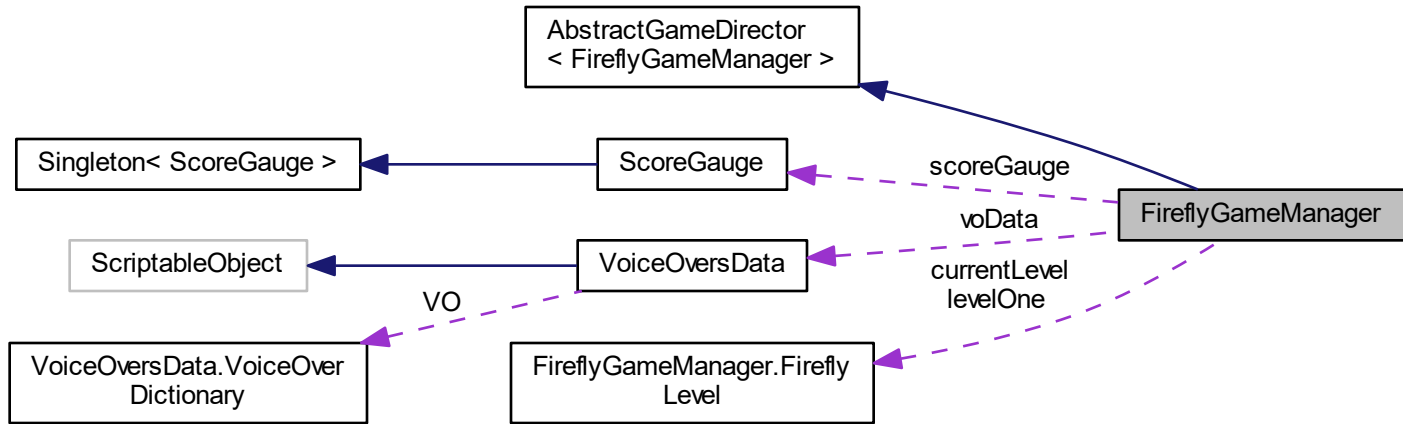 AbstractGameDirector
< FireflyGameManager >
Singleton< ScoreGauge >
ScoreGauge
scoreGauge
FireflyGameManager
voData
ScriptableObject
VoiceOversData
currentLevel
levelOne
VO
VoiceOversData.VoiceOver
Dictionary
FireflyGameManager.Firefly
Level